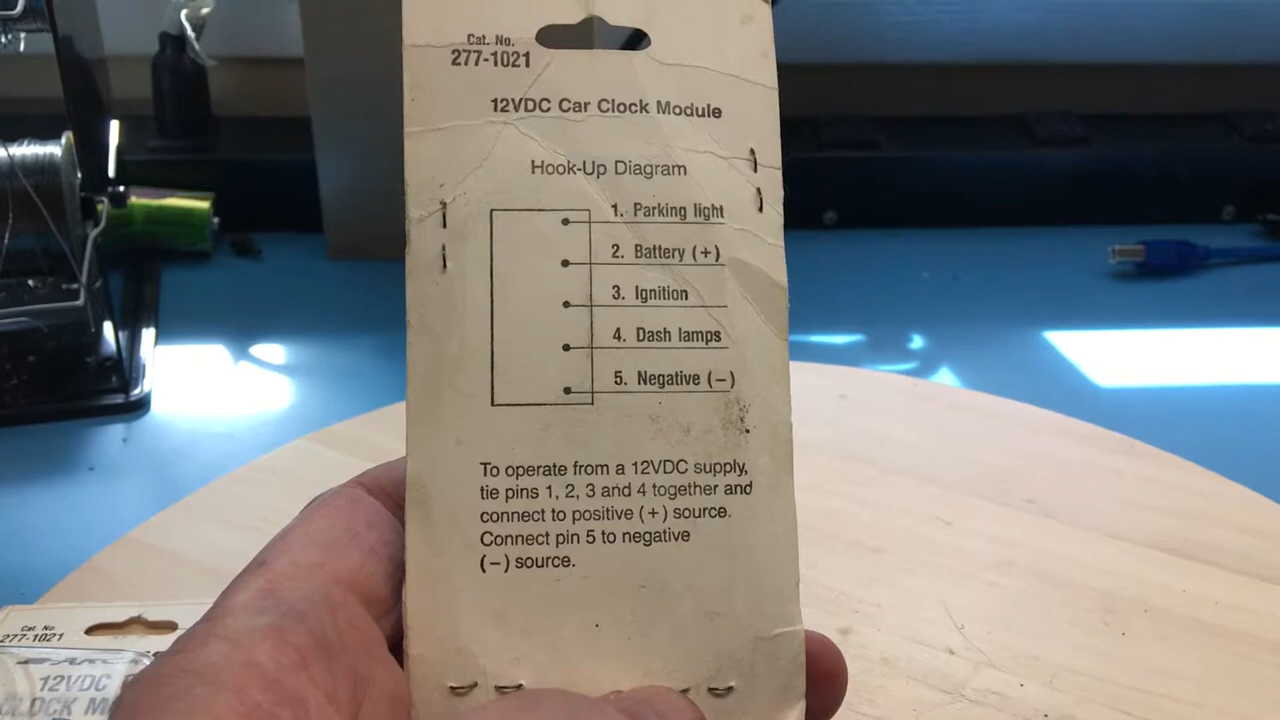 Cat. No.
277-1021
12VDC Car Clock Module
Hook-Up Diagram
1. Parking light
2. Battery (+)
3. Ignition
4. Dash lamps
5. Negative (−)
To operate from a 12VDC supply,
tie pins 1, 2, 3 and 4 together and
connect to positive (+) source.
Connect pin 5 to negative
(−) source.
Cat. No.
277-1021
12VDC